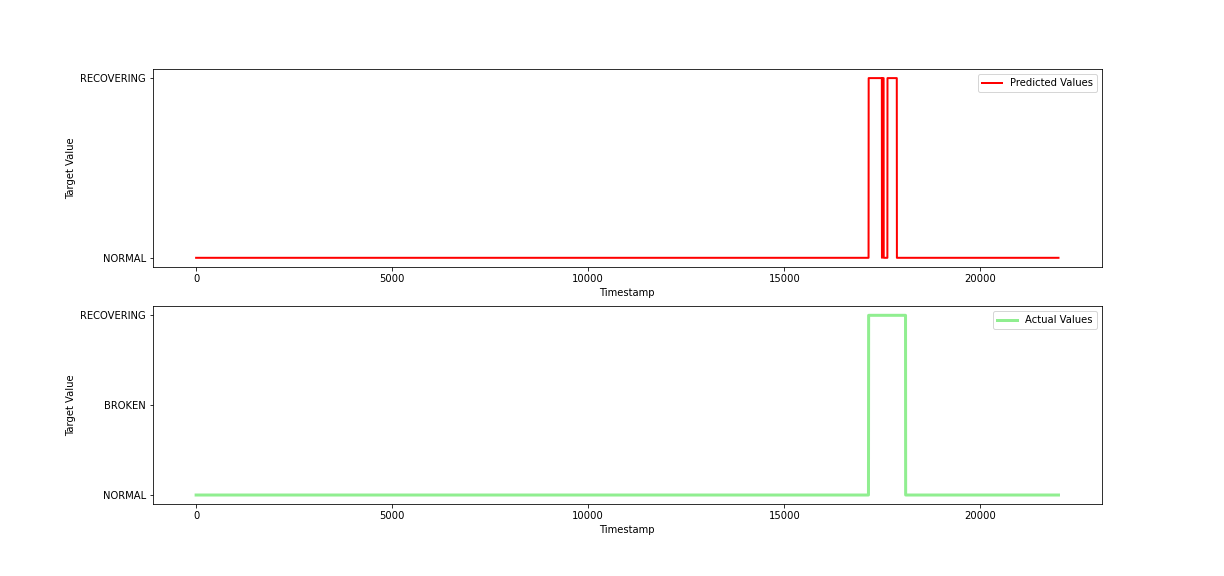 RECOVERING
Predicted Values
Target Value
NORMAL
0 5000 10000 15000 20000
Timestamp
RECOVERING
Actual Values
Target Value
BROKEN
NORMAL
0 5000 10000 15000 20000
Timestamp